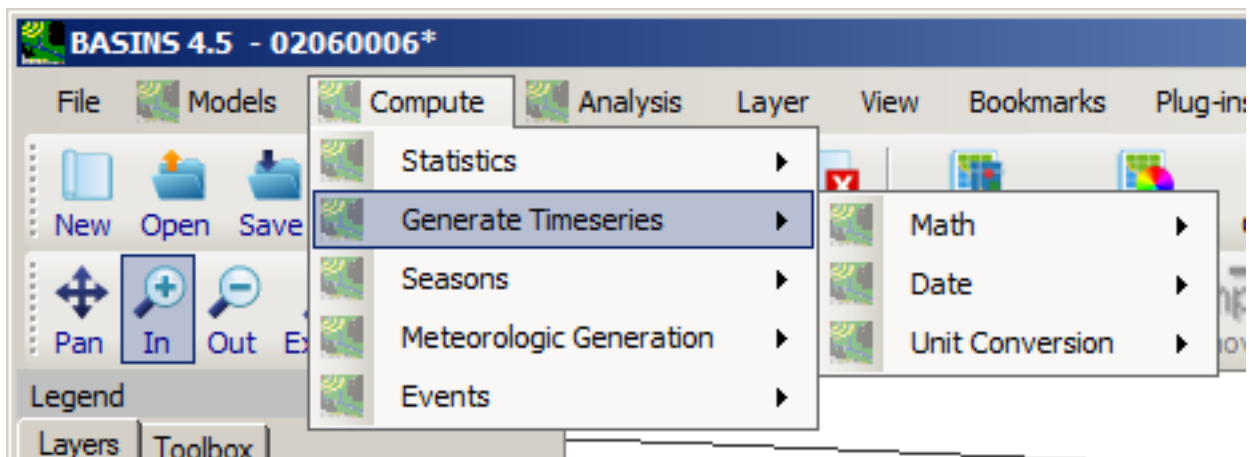 BASINS 4.5 - 02060006*
File Models Compute Analysis Layer View Bookmarks
Statistics
New Open Save Generate Timeseries Math
Seasons Date
Pan In Out Meteorologic Generation Unit Conversion
Legend Events
Layers Toolbox